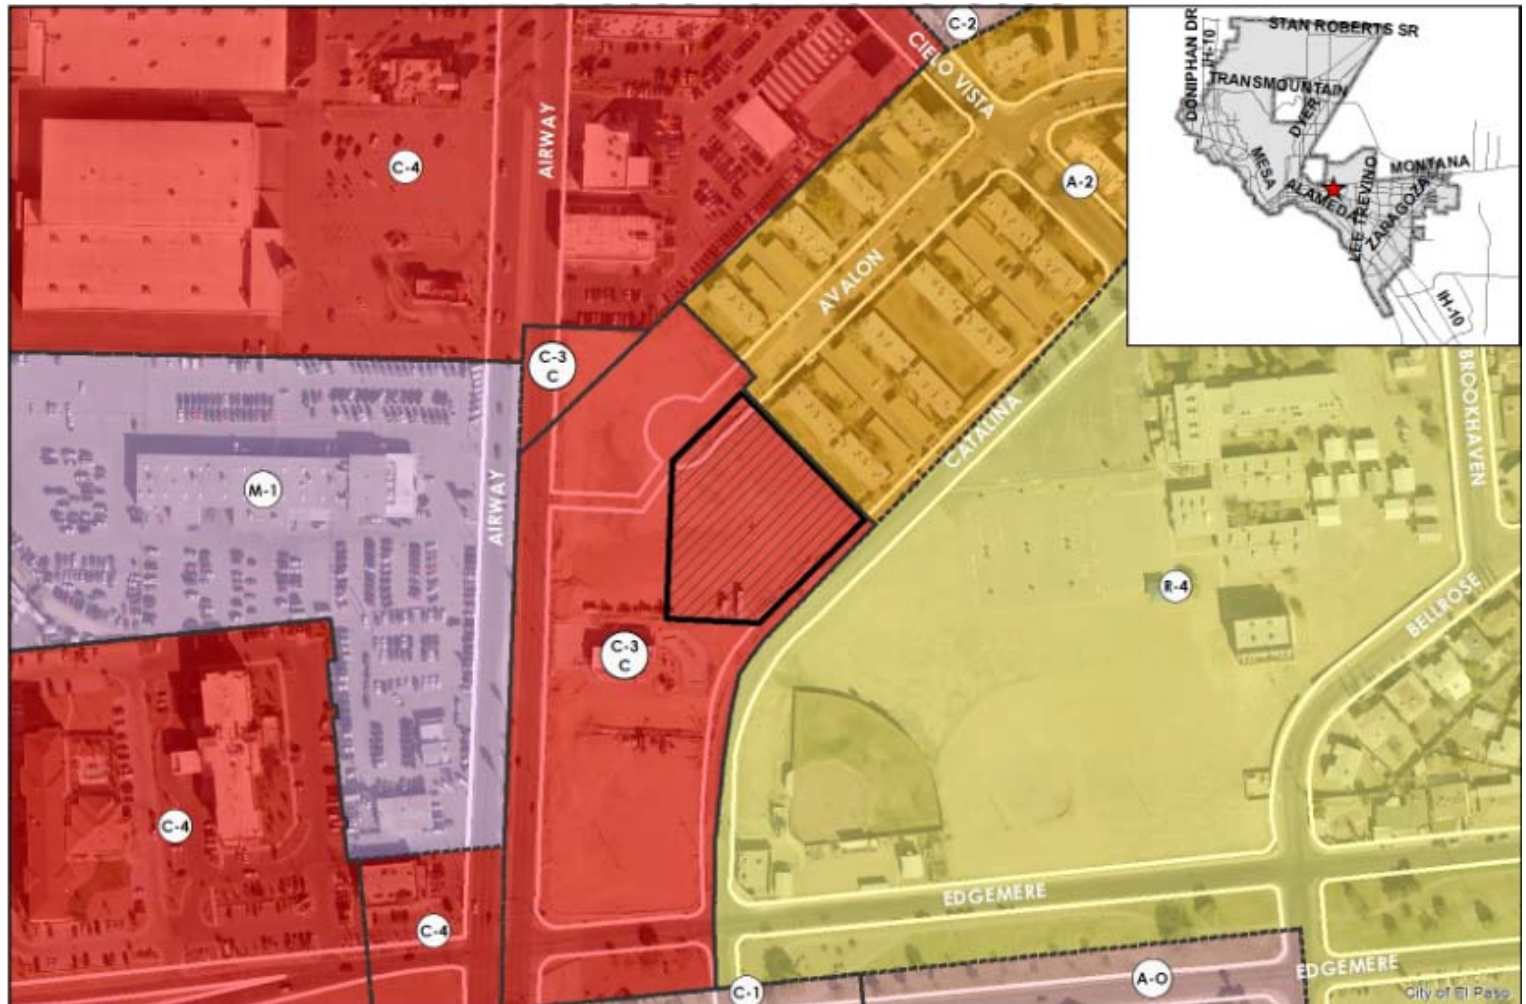 C-2
CIELO VISTA
AIRWAY
C-4
A-2
AVALON
C-3
C
CATALINA
BROOKHAVEN
M-1
AIRWAY
R-4
BELLROSE
C-3
C
C-4
EDGEMERE
C-4
C-1
A-O
EDGEMERE
City of El Paso
STAN ROBERTS SR
DONIPHAN DR
IH-10
TRANSMOUNTAIN
DYER
MESA
MONTANA
ALAMEDA
LEE TREVINO
ZARAGOZA
IH-10